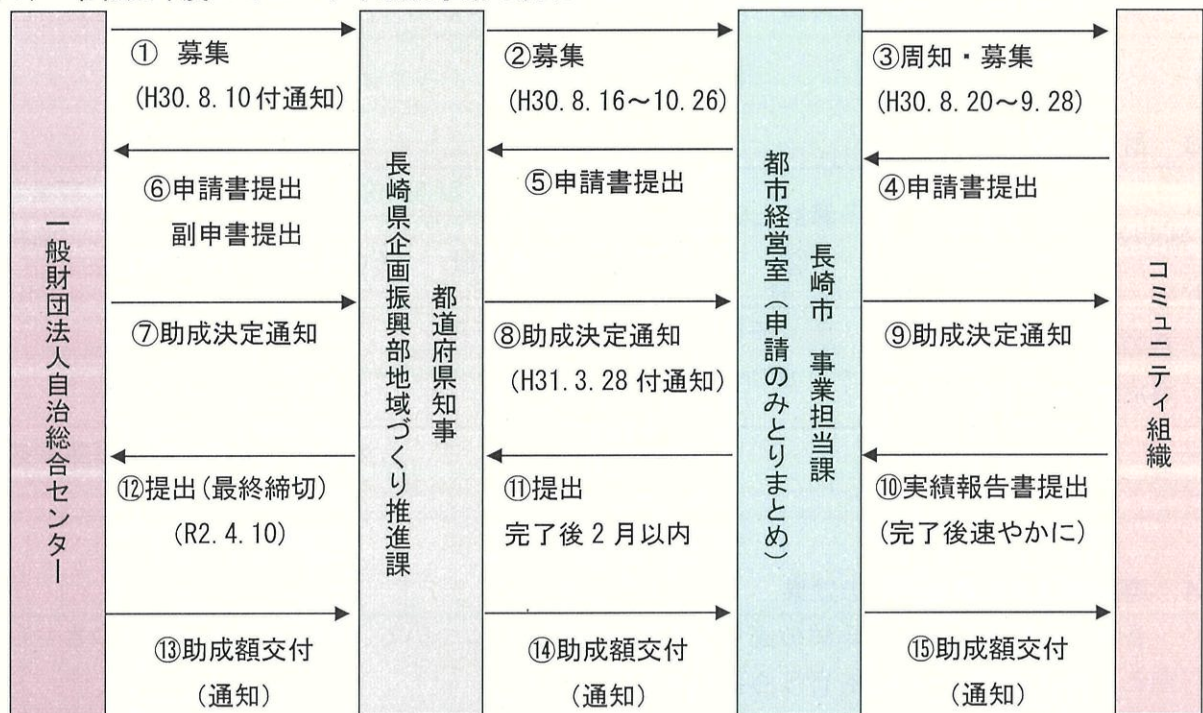 ① 募集
(H30.8.10付通知)
②募集
(H30.8.16～10.26)
③周知・募集
(H30.8.20～9.28)
⑥申請書提出
副申書提出
⑤申請書提出
④申請書提出
⑦助成決定通知
⑧助成決定通知
(H31.3.28付通知)
⑨助成決定通知
⑫提出(最終締切)
(R2.4.10)
⑪提出
完了後2月以内
⑩実績報告書提出
(完了後速やかに)
⑬助成額交付
(通知)
⑭助成額交付
(通知)
⑮助成額交付
(通知)
一般財団法人自治総合センター
都道府県知事
長崎県企画振興部地域づくり推進課
長崎市 事業担当課
都市経営室(申請のみとりまとめ)
コミュニティ組織